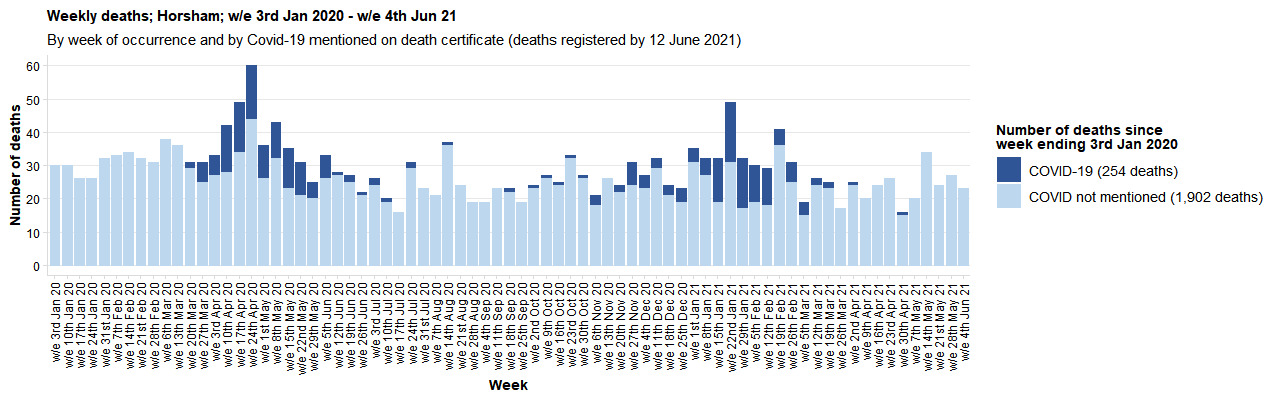 Weekly deaths; Horsham; w/e 3rd Jan 2020 - w/e 4th Jun 21
By week of occurrence and by Covid-19 mentioned on death certificate (deaths registered by 12 June 2021)
Number of deaths
60
50
40
30
20
10
0
w/e 3rd Jan 20
w/e 10th Jan 20
w/e 17th Jan 20
w/e 24th Jan 20
w/e 31st Jan 20
w/e 7th Feb 20
w/e 14th Feb 20
w/e 21st Feb 20
w/e 28th Feb 20
w/e 6th Mar 20
w/e 13th Mar 20
w/e 20th Mar 20
w/e 27th Mar 20
w/e 3rd Apr 20
w/e 10th Apr 20
w/e 17th Apr 20
w/e 24th Apr 20
w/e 1st May 20
w/e 8th May 20
w/e 15th May 20
w/e 22nd May 20
w/e 29th May 20
w/e 5th Jun 20
w/e 12th Jun 20
w/e 19th Jun 20
w/e 26th Jun 20
w/e 3rd Jul 20
w/e 10th Jul 20
w/e 17th Jul 20
w/e 24th Jul 20
w/e 31st Jul 20
w/e 7th Aug 20
w/e 14th Aug 20
w/e 21st Aug 20
w/e 28th Aug 20
w/e 4th Sep 20
w/e 11th Sep 20
w/e 18th Sep 20
w/e 25th Sep 20
w/e 2nd Oct 20
w/e 9th Oct 20
w/e 16th Oct 20
w/e 23rd Oct 20
w/e 30th Oct 20
w/e 6th Nov 20
w/e 13th Nov 20
w/e 20th Nov 20
w/e 27th Nov 20
w/e 4th Dec 20
w/e 11th Dec 20
w/e 18th Dec 20
w/e 25th Dec 20
w/e 1st Jan 21
w/e 8th Jan 21
w/e 15th Jan 21
w/e 22nd Jan 21
w/e 29th Jan 21
w/e 5th Feb 21
w/e 12th Feb 21
w/e 19th Feb 21
w/e 26th Feb 21
w/e 5th Mar 21
w/e 12th Mar 21
w/e 19th Mar 21
w/e 26th Mar 21
w/e 2nd Apr 21
w/e 9th Apr 21
w/e 16th Apr 21
w/e 23rd Apr 21
w/e 30th Apr 21
w/e 7th May 21
w/e 14th May 21
w/e 21st May 21
w/e 28th May 21
w/e 4th Jun 21
Week
Number of deaths since
week ending 3rd Jan 2020
COVID-19 (254 deaths)
COVID not mentioned (1,902 deaths)